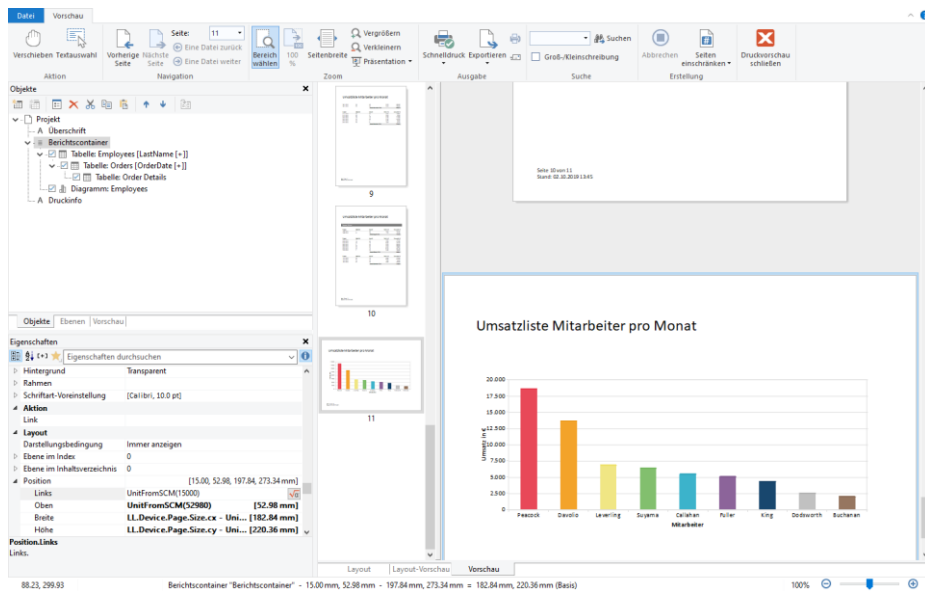 Datei Vorschau
Verschieben Textauswahl
Aktion
Vorherige Seite
Nächste Seite
Seite: 11
Eine Datei zurück
Eine Datei weiter
Navigation
Bereich wählen
100 %
Seitenbreite
Vergrößern
Verkleinern
Präsentation
Zoom
Schnelldruck Exportieren
Ausgabe
Suchen
Groß-/Kleinschreibung
Suche
Abbrechen
Seiten einschränken
Erstellung
Druckvorschau schließen
Objekte
Projekt
Überschrift
Berichtscontainer
Tabelle: Employees [LastName [+]]
Tabelle: Orders [OrderDate [+]]
Tabelle: Order Details
Diagramm: Employees
Druckinfo
Objekte Ebenen Vorschau
Eigenschaften
Eigenschaften durchsuchen
Hintergrund Transparent
Rahmen
Schriftart-Voreinstellung [Calibri, 10.0 pt]
Aktion
Link
Layout
Darstellungsbedingung Immer anzeigen
Ebene im Index 0
Ebene im Inhaltsverzeichnis 0
Position [15.00, 52.98, 197.84, 273.34 mm]
Links UnitFromSCM(15000)
Oben UnitFromSCM(52980) [52.98 mm]
Breite LL.Device.Page.Size.cx - Uni... [182.84 mm]
Höhe LL.Device.Page.Size.cy - Uni... [220.36 mm]
Position.Links
Links.
9
10
11
Seite 10 von 11
Stand: 02.10.2019 13:45
Umsatzliste Mitarbeiter pro Monat
Umsatz in €
20.000
17.500
15.000
12.500
10.000
7.500
5.000
2.500
0
Peacock Davolio Leverling Suyama Callahan Fuller King Dodsworth Buchanan
Mitarbeiter
Layout Layout-Vorschau Vorschau
88.23, 299.93 Berichtscontainer "Berichtscontainer" - 15.00 mm, 52.98 mm - 197.84 mm, 273.34 mm = 182.84 mm, 220.36 mm (Basis) 100%